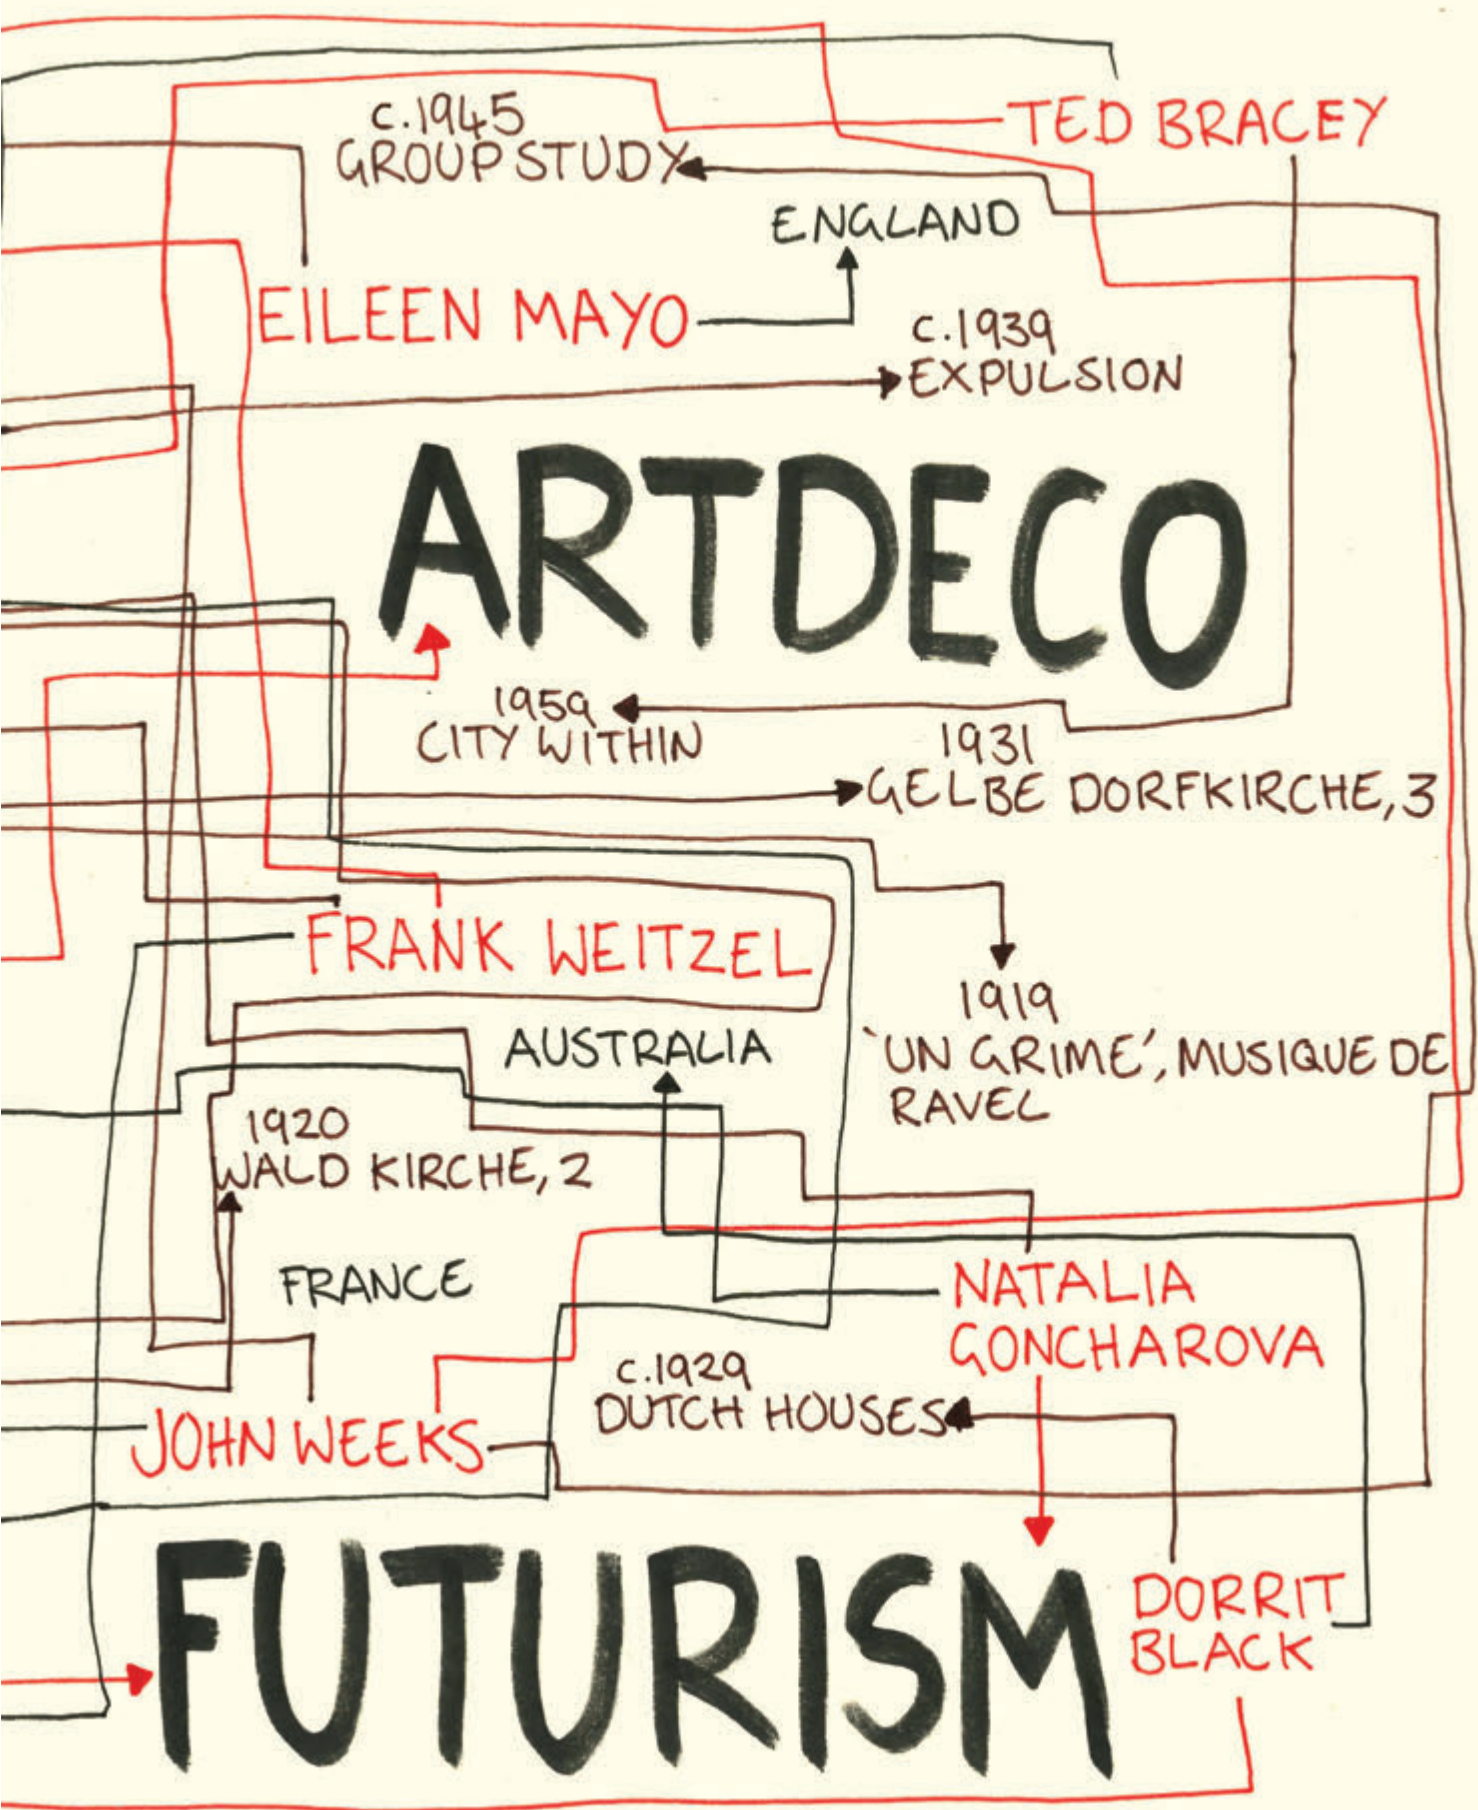 TED BRACEY
c.1945
GROUP STUDY
ENGLAND
EILEEN MAYO
c.1939
EXPULSION
ARTDECO
1959
CITY WITHIN
1931
GELBE DORFKIRCHE, 3
FRANK WEITZEL
1919
'UN GRIME', MUSIQUE DE
RAVEL
AUSTRALIA
1920
WALD KIRCHE, 2
FRANCE
NATALIA
GONCHAROVA
c.1929
DUTCH HOUSES
JOHN WEEKS
FUTURISM
DORRIT
BLACK